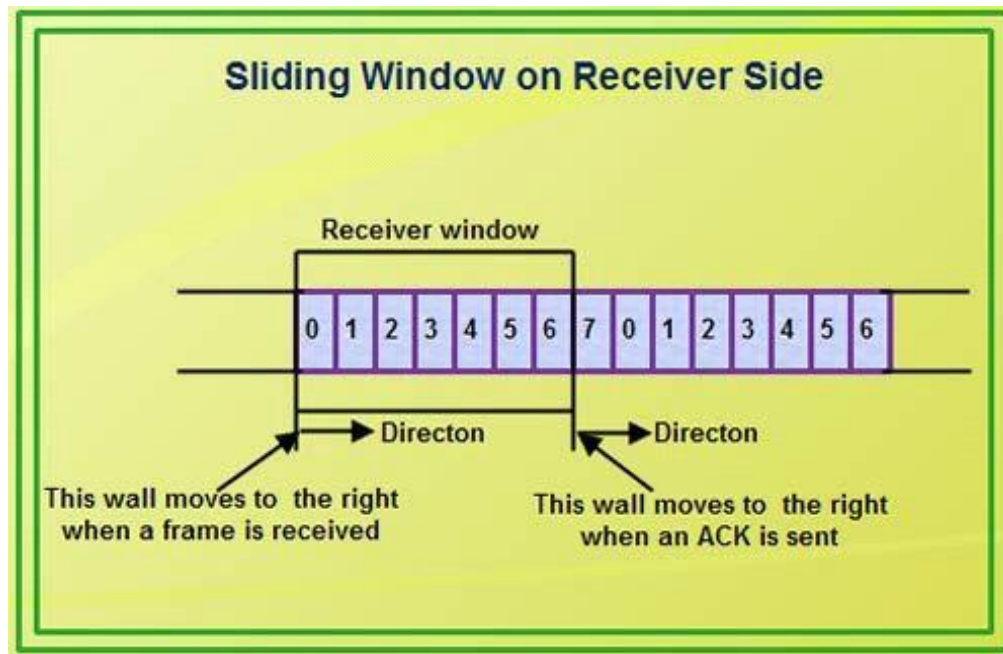 Sliding Window on Receiver Side
Receiver window
0 1 2 3 4 5 6 7 0 1 2 3 4 5 6
Directon Directon
This wall moves to the right
when a frame is received
This wall moves to the right
when an ACK is sent